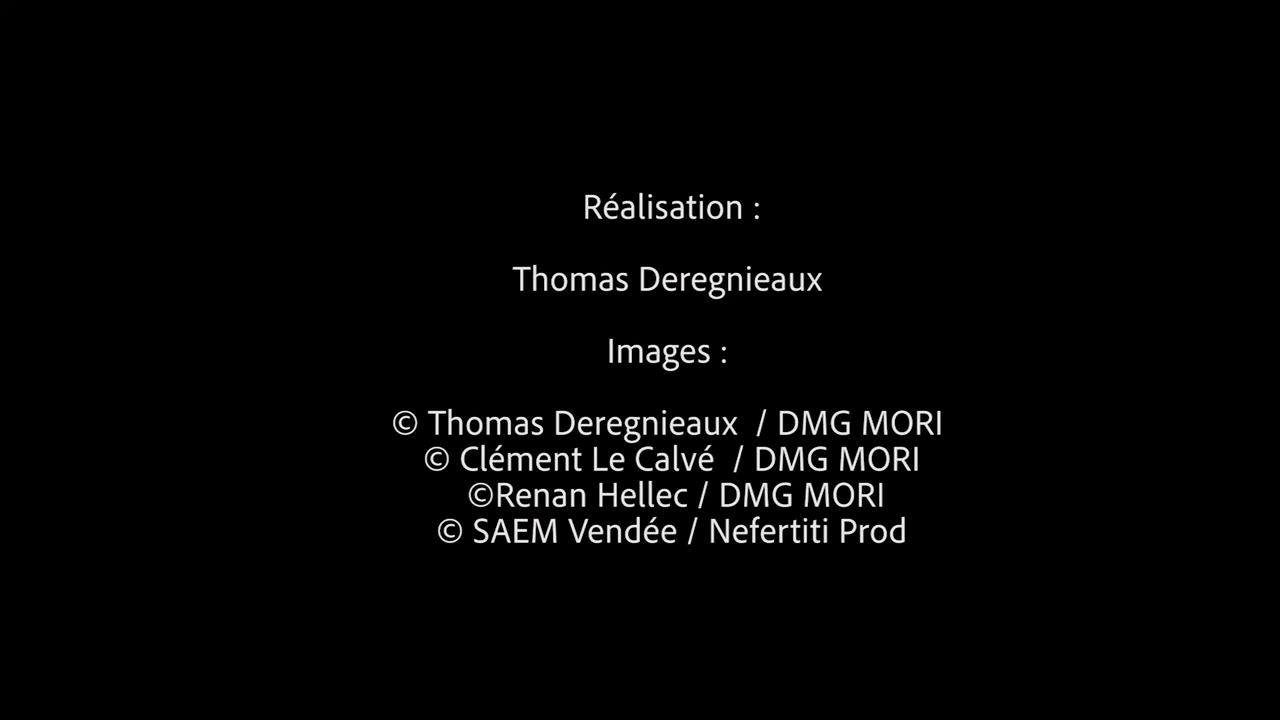 Réalisation :
Thomas Deregnieaux
Images :
© Thomas Deregnieaux  / DMG MORI
© Clément Le Calvé  / DMG MORI
©Renan Hellec / DMG MORI
© SAEM Vendée / Nefertiti Prod